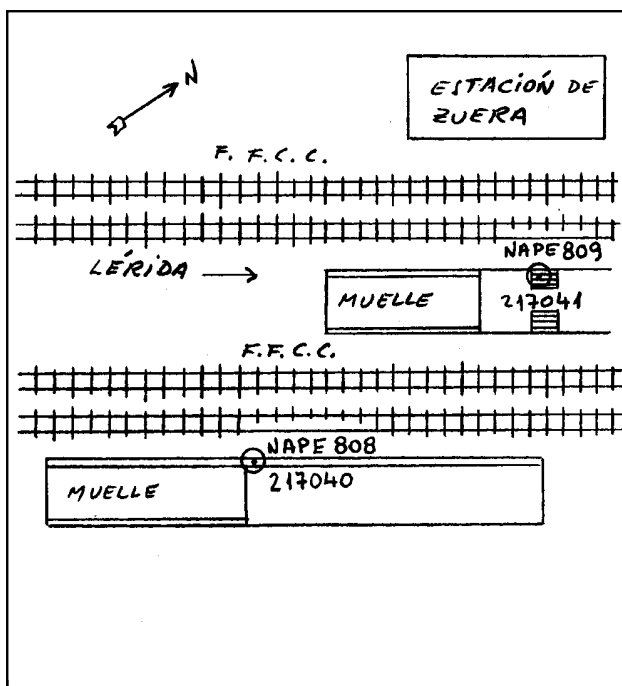 N
ESTACIÓN DE
ZUERA
F. F.C.C.
LÉRIDA
NAPE 809
MUELLE
217041
F.F.C.C.
NAPE 808
MUELLE
217040